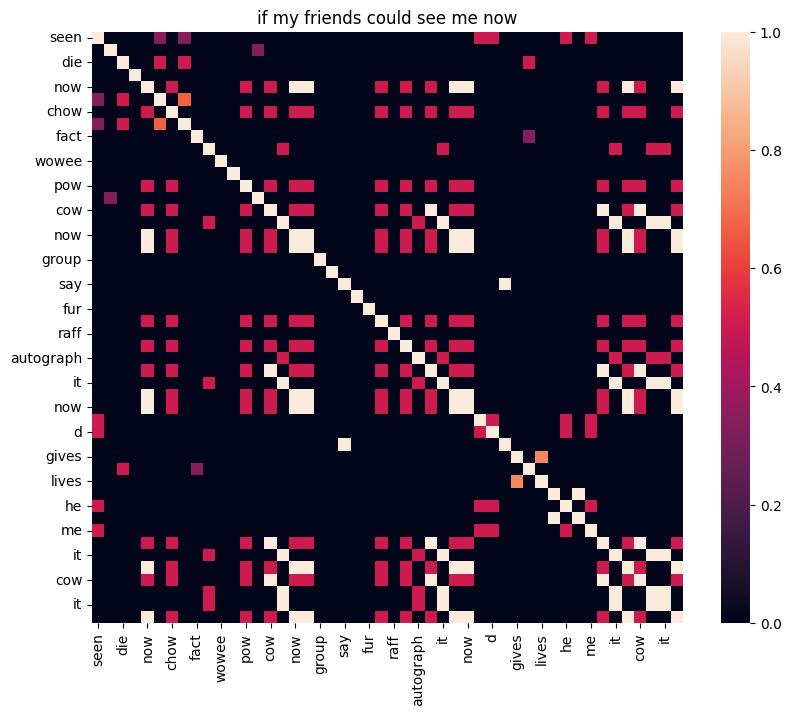 if my friends could see me now
seen
die
now
chow
fact
wowee
pow
cow
now
group
say
fur
raff
autograph
it
now
d
gives
lives
he
me
it
cow
it
1.0
0.8
0.6
0.4
0.2
0.0
seen
die
now
chow
fact
wowee
pow
cow
now
group
say
fur
raff
autograph
it
now
d
gives
lives
he
me
it
cow
it